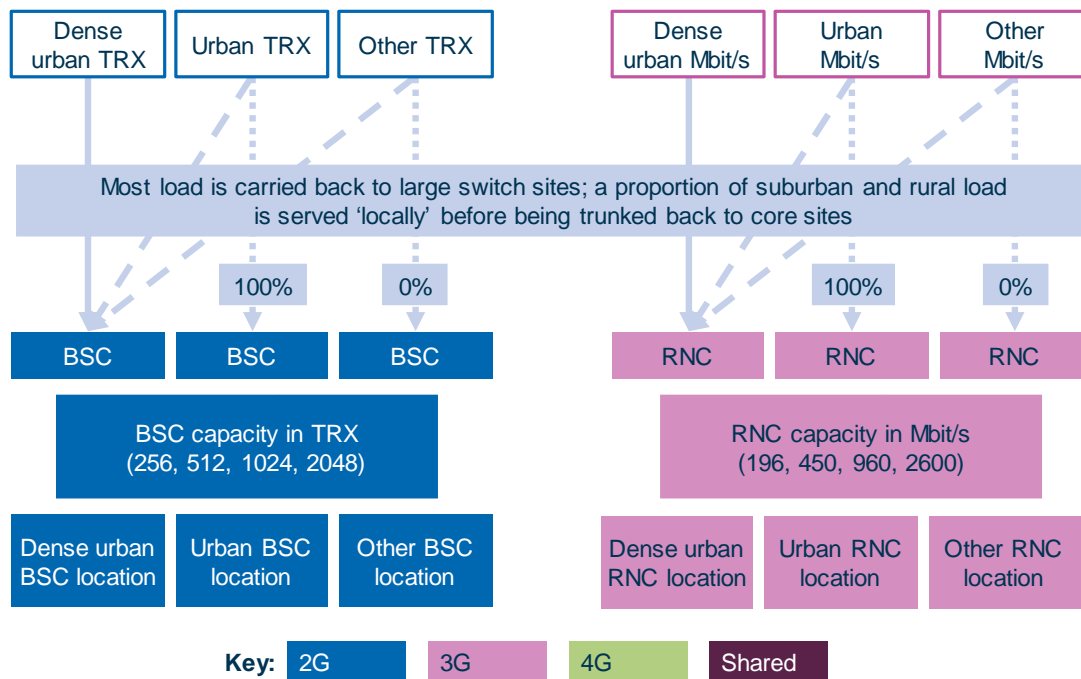 Dense
urban TRX
Urban TRX
Other TRX
Dense
urban Mbit/s
Urban
Mbit/s
Other
Mbit/s
Most load is carried back to large switch sites; a proportion of suburban and rural load
is served ‘locally’ before being trunked back to core sites
100%
0%
100%
0%
BSC
BSC
BSC
RNC
RNC
RNC
BSC capacity in TRX
(256, 512, 1024, 2048)
RNC capacity in Mbit/s
(196, 450, 960, 2600)
Dense urban
BSC location
Urban BSC
location
Other BSC
location
Dense urban
RNC location
Urban RNC
location
Other RNC
location
Key:
2G
3G
4G
Shared